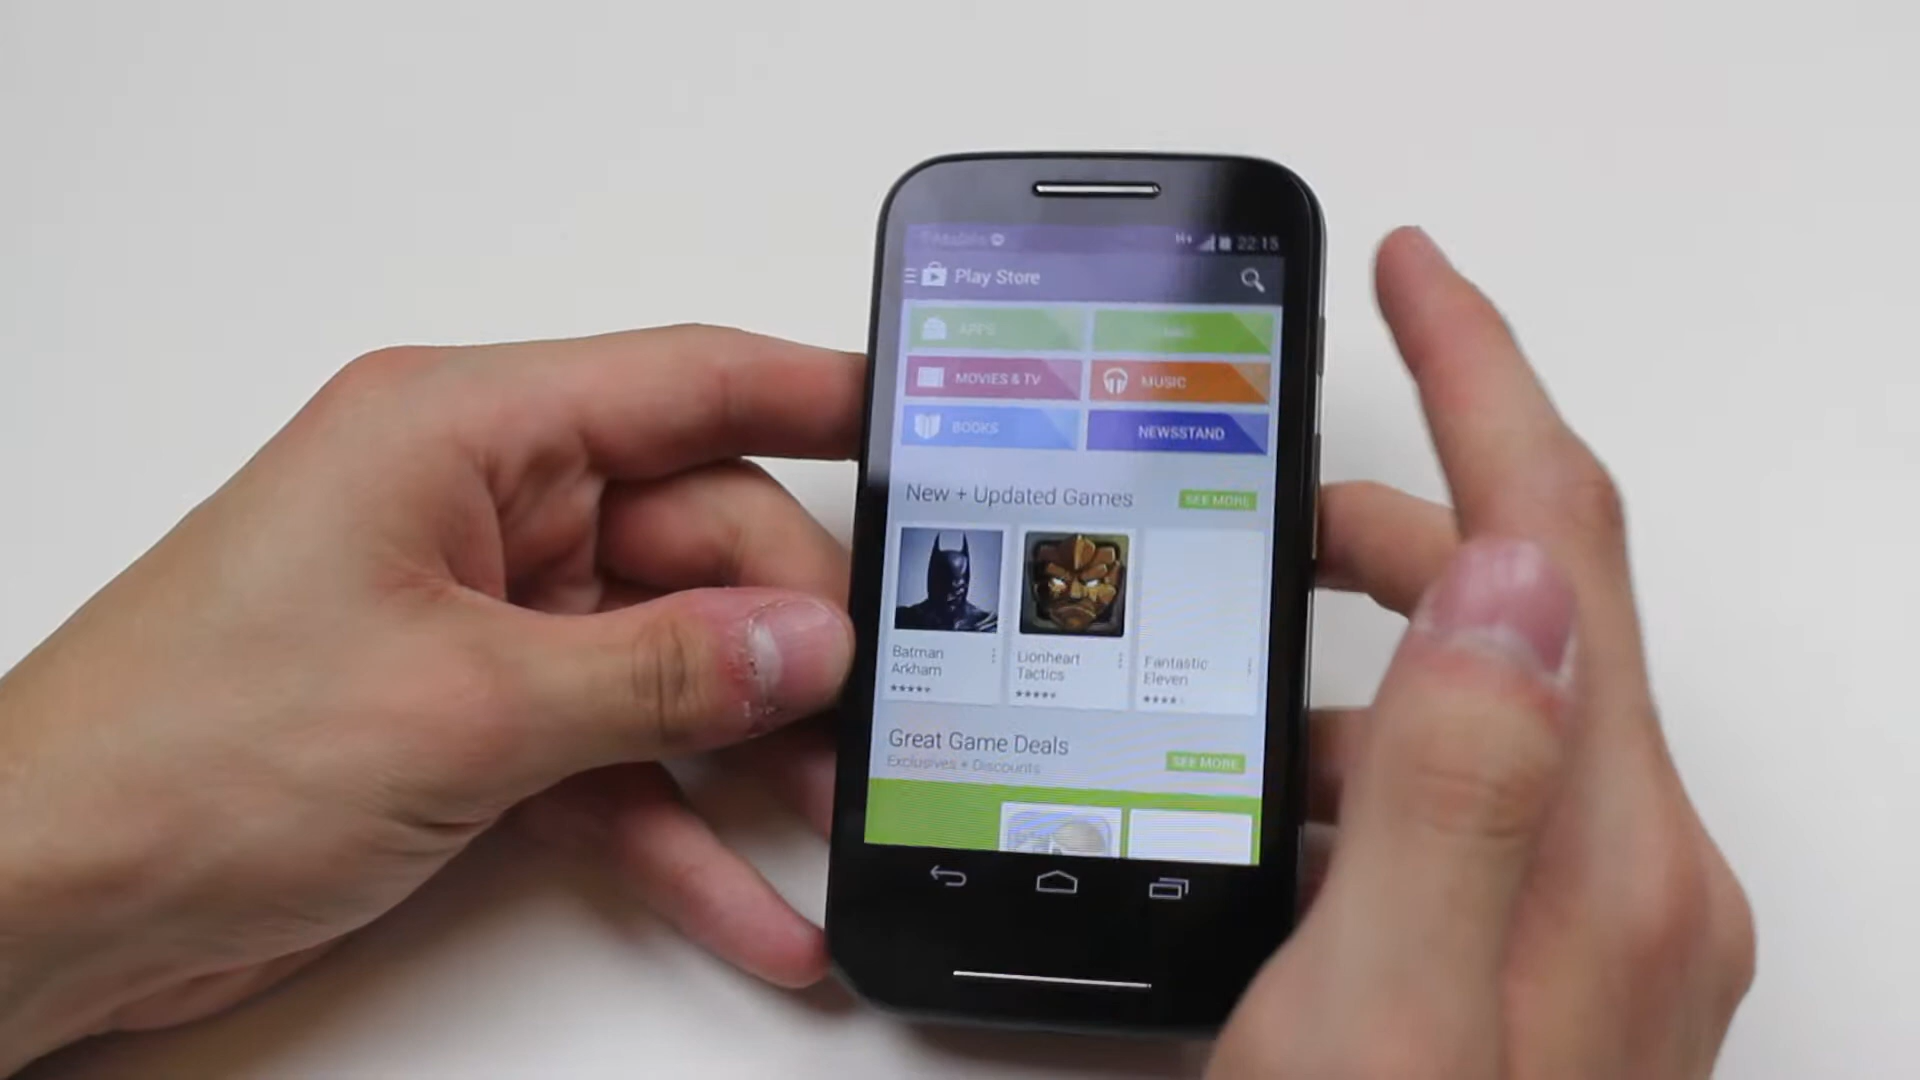 22:15
Play Store
APPS
MOVIES & TV
MUSIC
BOOKS
NEWSSTAND
New + Updated Games
SEE MORE
Batman
Arkham
Lionheart
Tactics
Fantastic
Eleven
Great Game Deals
SEE MORE
Exclusives + Discounts